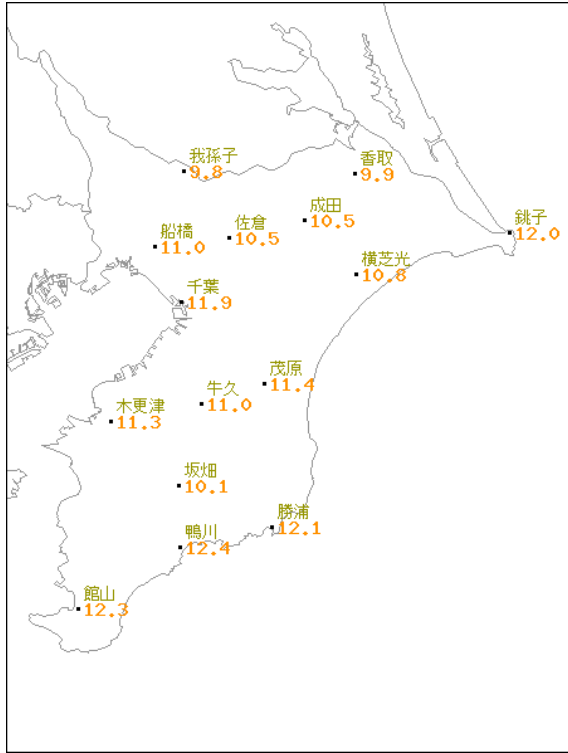 我孫子
9.8
香取
9.9
成田
10.5
佐倉
10.5
銚子
12.0
船橋
11.0
横芝光
10.8
千葉
11.9
茂原
11.4
牛久
11.0
木更津
11.3
坂畑
10.1
勝浦
12.1
鴨川
12.4
館山
12.3